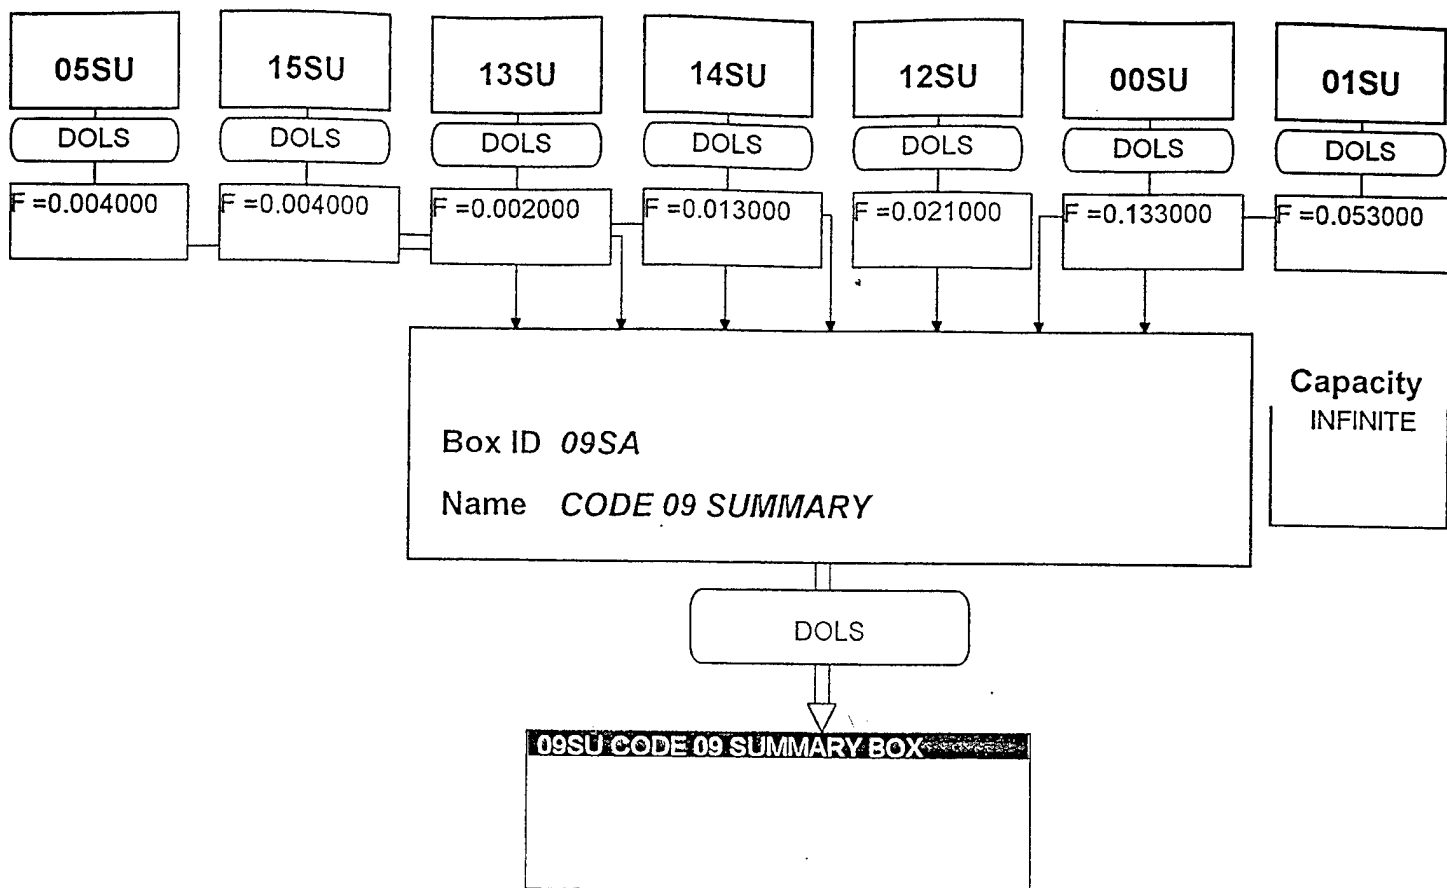 05SU 15SU 13SU 14SU 12SU 00SU 01SU
DOLS DOLS DOLS DOLS DOLS DOLS DOLS
F =0.004000 F =0.004000 F =0.002000 F =0.013000 F =0.021000 F =0.133000 F =0.053000
Capacity
INFINITE
Box ID 09SA
Name CODE 09 SUMMARY
DOLS
09SU CODE 09 SUMMARY BOX